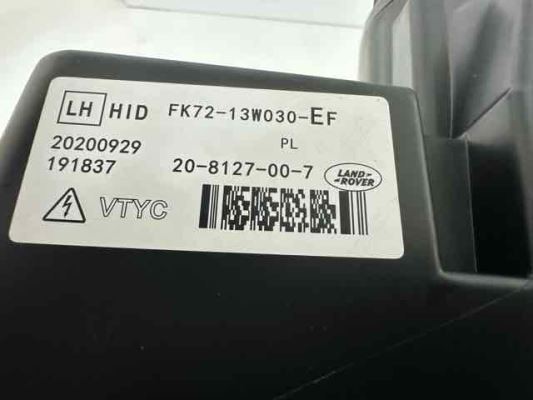 LH HID FK72-13W030-EF
20200929 PL
191837 20-8127-00-7 LAND-ROVER
VTYC